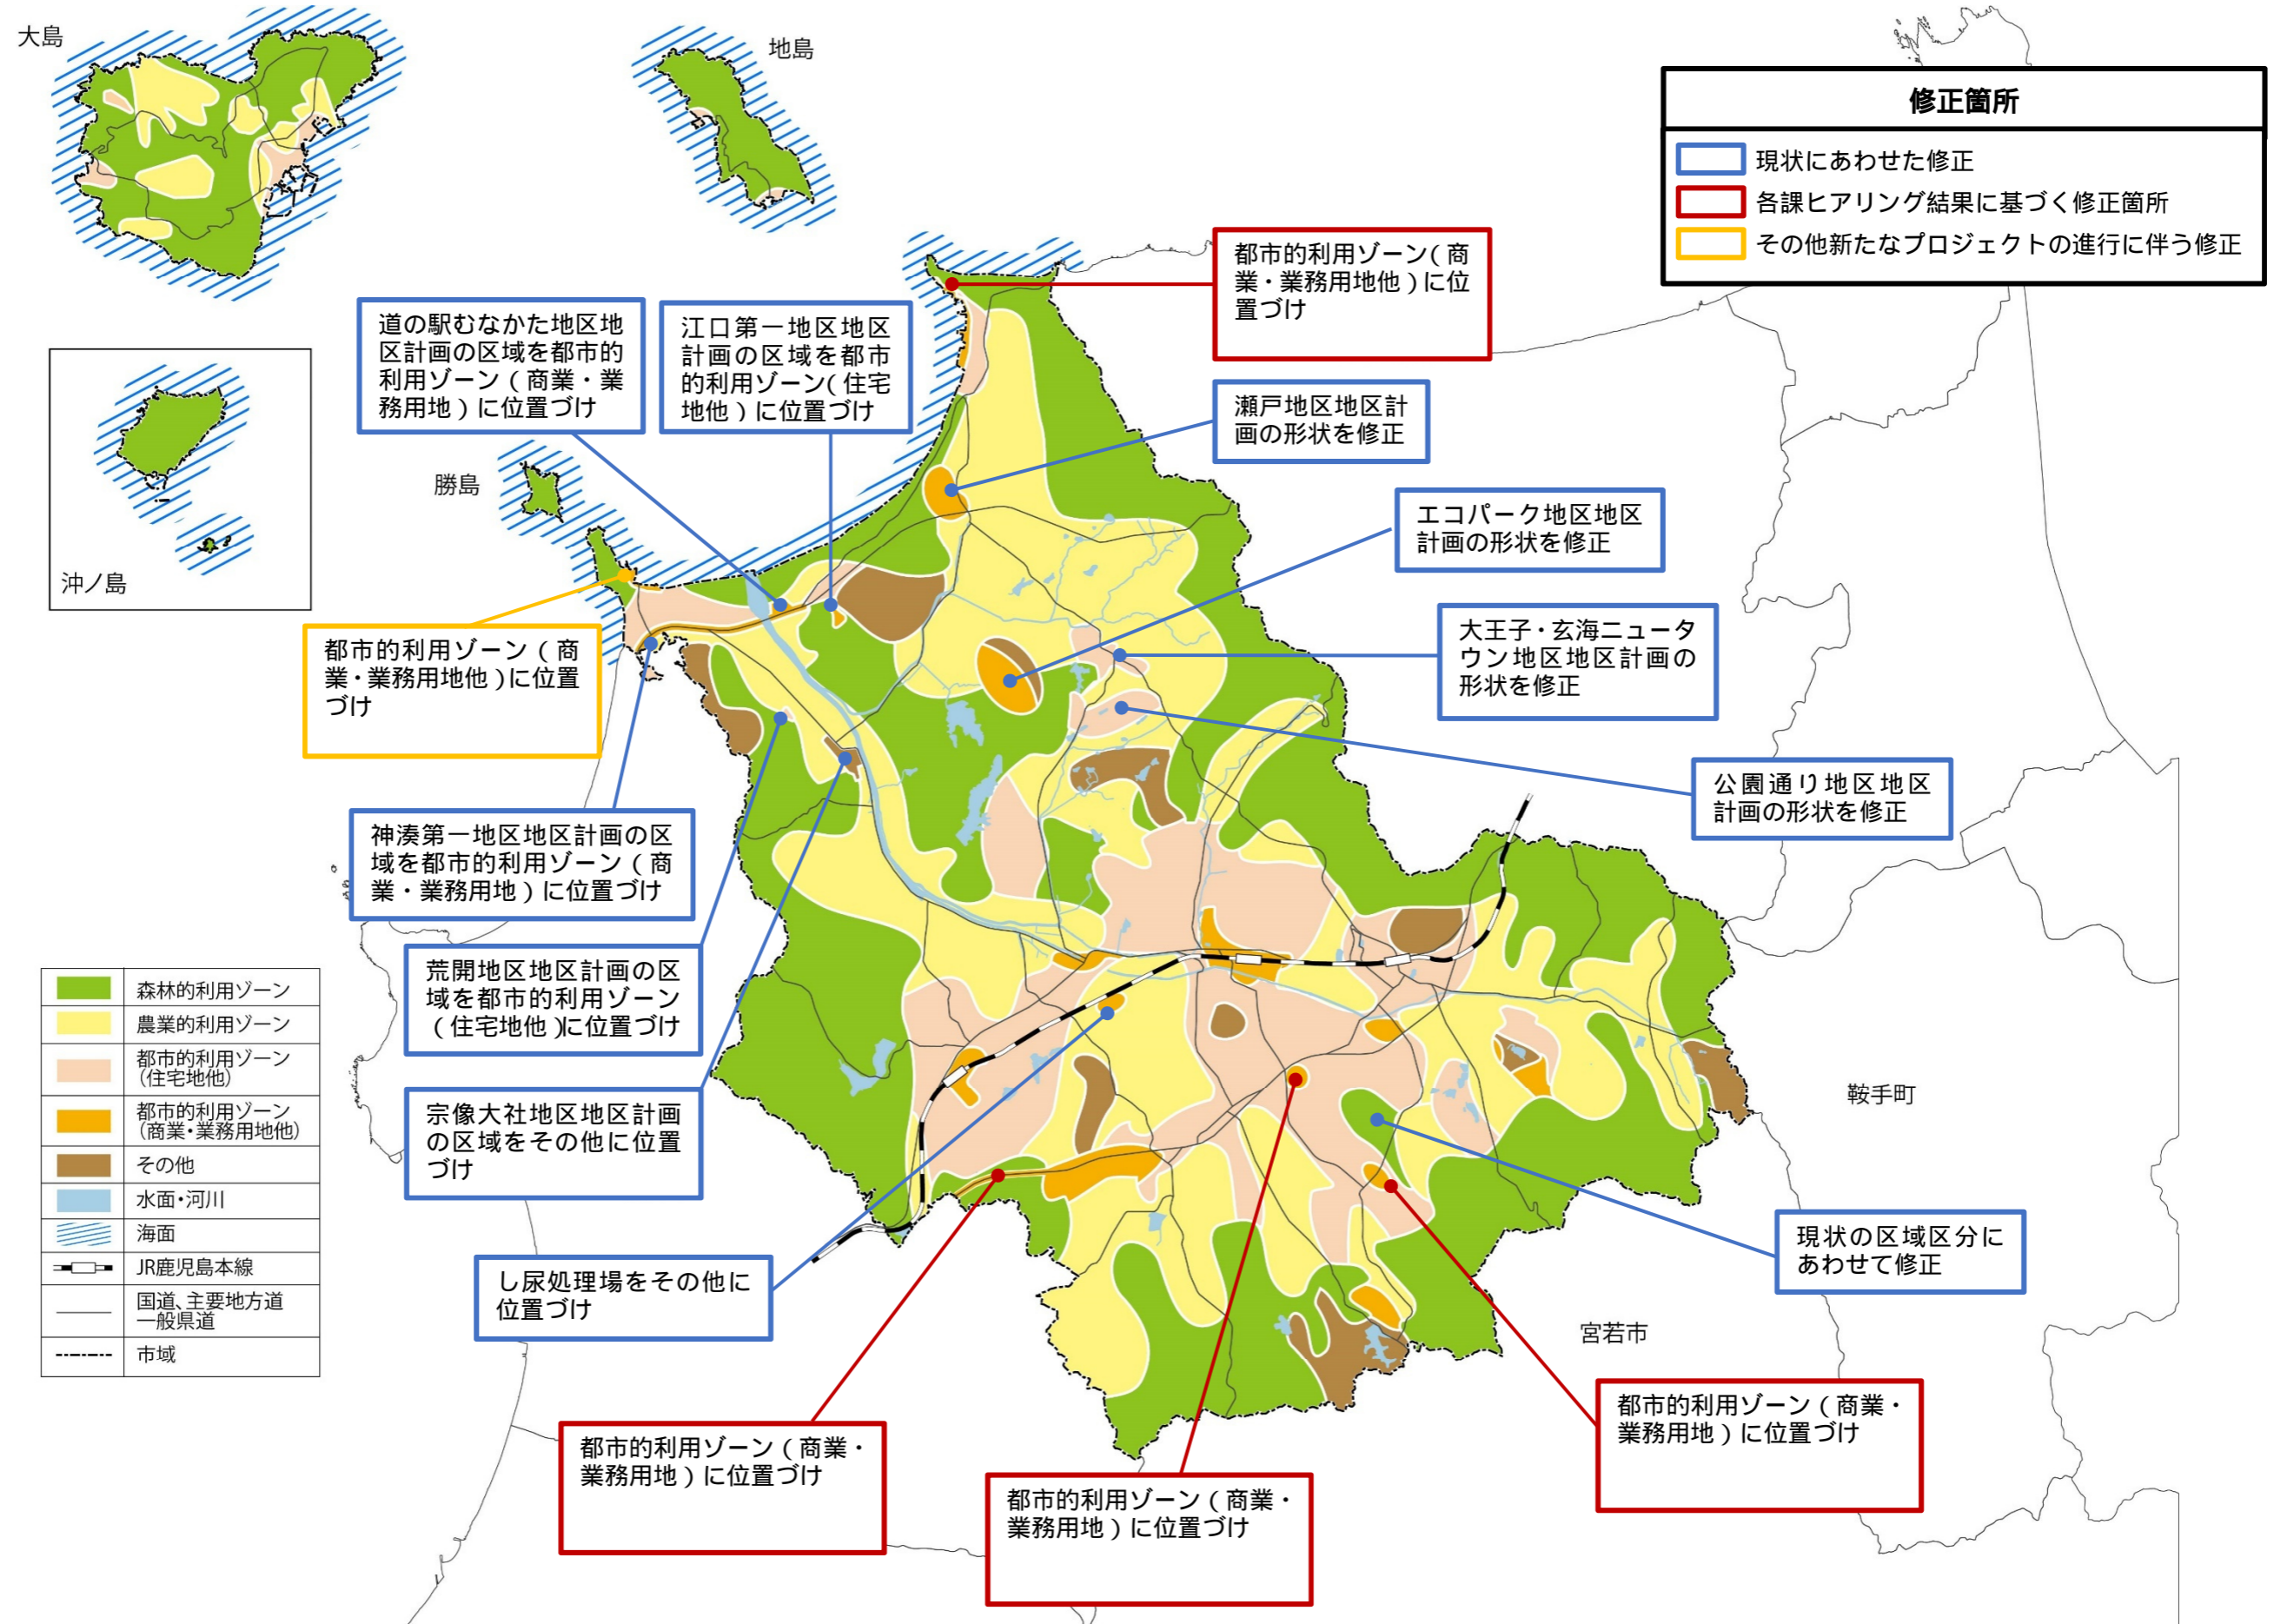 大島
地島
修正箇所
現状にあわせた修正
各課ヒアリング結果に基づく修正箇所
その他新たなプロジェクトの進行に伴う修正
都市的利用ゾーン(商
業・業務用地他)に位
置づけ
道の駅むなかた地区地
区計画の区域を都市的
利用ゾーン(商業・業
務用地)に位置づけ
江口第一地区地区
計画の区域を都市
的利用ゾーン(住宅
地他)に位置づけ
瀬戸地区地区計
画の形状を修正
勝島
エコパーク地区地区
計画の形状を修正
沖ノ島
大王子・玄海ニュータ
ウン地区地区計画の
形状を修正
都市的利用ゾーン(商
業・業務用地他)に位置
づけ
公園通り地区地区
計画の形状を修正
神湊第一地区地区計画の区
域を都市的利用ゾーン(商
業・業務用地)に位置づけ
荒開地区地区計画の区
域を都市的利用ゾーン
(住宅地他)に位置づけ
宗像大社地区地区計画
の区域をその他に位置
づけ
森林的利用ゾーン
農業的利用ゾーン
都市的利用ゾーン
(住宅地他)
都市的利用ゾーン
(商業・業務用地他)
その他
水面・河川
海面
JR鹿児島本線
国道、主要地方道
一般県道
市域
鞍手町
現状の区域区分に
あわせて修正
し尿処理場をその他に
位置づけ
宮若市
都市的利用ゾーン(商業・
業務用地)に位置づけ
都市的利用ゾーン(商業・
業務用地)に位置づけ
都市的利用ゾーン(商業・
業務用地)に位置づけ